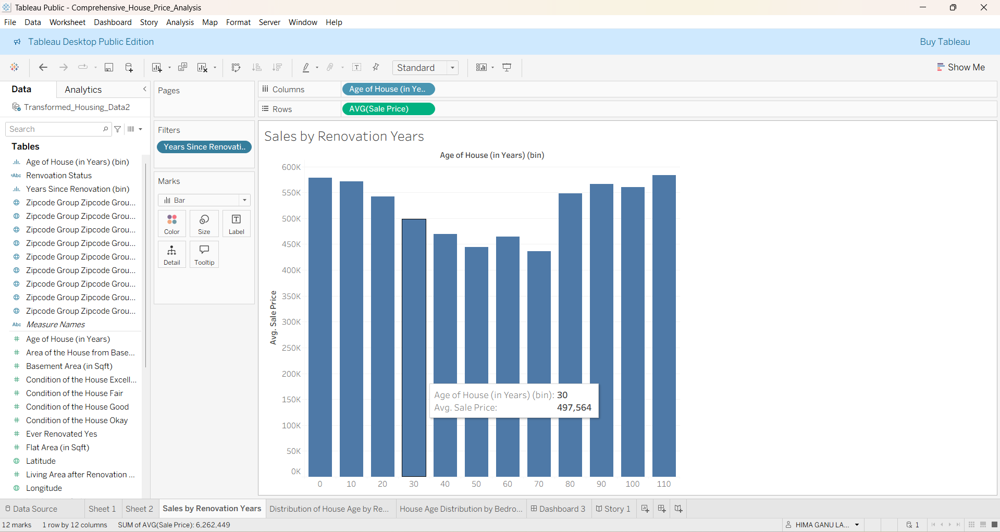 Tableau Public - Comprehensive_House_Price_Analysis
File Data Worksheet Dashboard Story Analysis Map Format Server Window Help
Tableau Desktop Public Edition
Buy Tableau
Standard
Show Me
Data
Analytics
Transformed_Housing_Data2
Search
Tables
Age of House (in Years) (bin)
=Abc Renvoation Status
Years Since Renovation (bin)
Zipcode Group Zipcode Grou...
Zipcode Group Zipcode Grou...
Zipcode Group Zipcode Grou...
Zipcode Group Zipcode Grou...
Zipcode Group Zipcode Grou...
Zipcode Group Zipcode Grou...
Zipcode Group Zipcode Grou...
Zipcode Group Zipcode Grou...
Zipcode Group Zipcode Grou...
Abc Measure Names
# Age of House (in Years)
# Area of the House from Base...
# Basement Area (in Sqft)
# Condition of the House Excell...
# Condition of the House Fair
# Condition of the House Good
# Condition of the House Okay
# Ever Renovated Yes
# Flat Area (in Sqft)
Latitude
# Living Area after Renovation ...
Longitude
Pages
Filters
Years Since Renovati..
Marks
Bar
Color
Size
Label
Detail
Tooltip
Columns
Age of House (in Ye..
Rows
AVG(Sale Price)
Sales by Renovation Years
Age of House (in Years) (bin)
600K
550K
500K
450K
400K
350K
300K
250K
200K
150K
100K
50K
0K
Avg. Sale Price
0 10 20 30 40 50 60 70 80 90 100 110
Age of House (in Years) (bin): 30
Avg. Sale Price: 497,564
Data Source
Sheet 1
Sheet 2
Sales by Renovation Years
Distribution of House Age by Re...
House Age Distribution by Bedro...
Dashboard 3
Story 1
12 marks
1 row by 12 columns
SUM of AVG(Sale Price): 6,262,449
HIMA GANU LA...
1